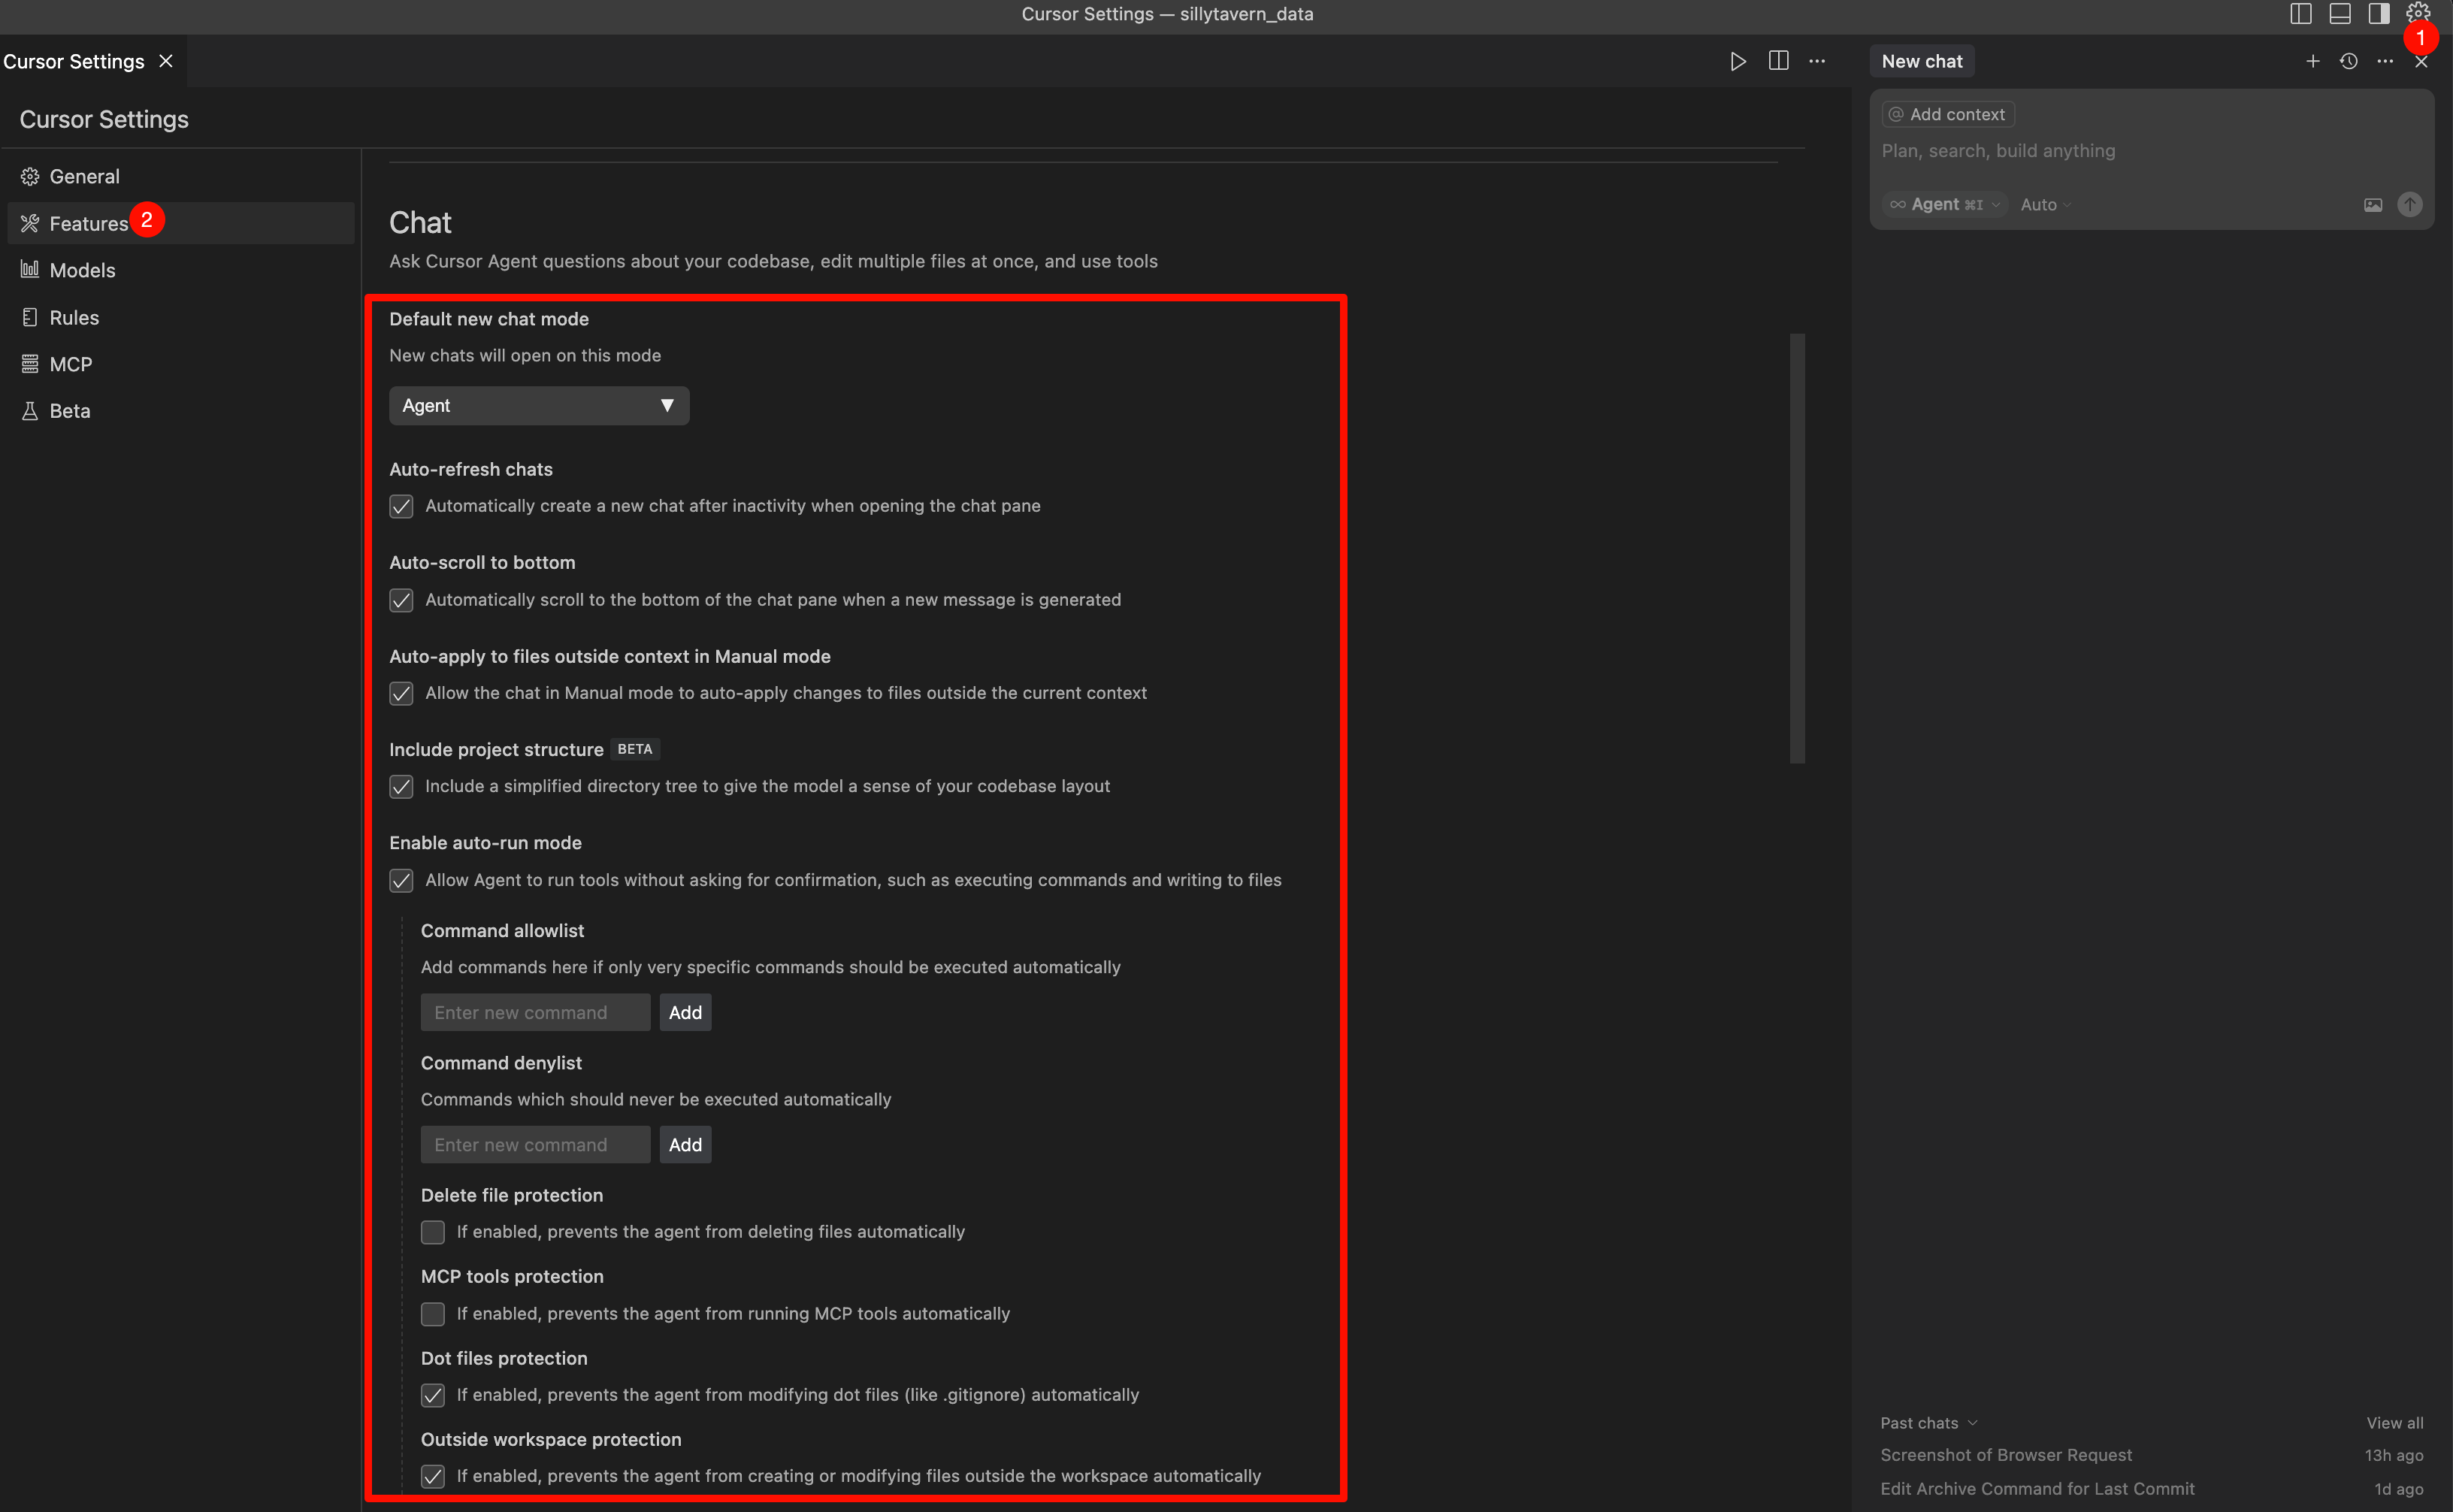 Cursor Settings — sillytavern_data
1
Cursor Settings
Cursor Settings
General
Features 2
Models
Rules
MCP
Beta
Chat
Ask Cursor Agent questions about your codebase, edit multiple files at once, and use tools
Default new chat mode
New chats will open on this mode
Agent
Auto-refresh chats
Automatically create a new chat after inactivity when opening the chat pane
Auto-scroll to bottom
Automatically scroll to the bottom of the chat pane when a new message is generated
Auto-apply to files outside context in Manual mode
Allow the chat in Manual mode to auto-apply changes to files outside the current context
Include project structure BETA
Include a simplified directory tree to give the model a sense of your codebase layout
Enable auto-run mode
Allow Agent to run tools without asking for confirmation, such as executing commands and writing to files
Command allowlist
Add commands here if only very specific commands should be executed automatically
Enter new command Add
Command denylist
Commands which should never be executed automatically
Enter new command Add
Delete file protection
If enabled, prevents the agent from deleting files automatically
MCP tools protection
If enabled, prevents the agent from running MCP tools automatically
Dot files protection
If enabled, prevents the agent from modifying dot files (like .gitignore) automatically
Outside workspace protection
If enabled, prevents the agent from creating or modifying files outside the workspace automatically
New chat
@ Add context
Plan, search, build anything
∞ Agent ⌘I Auto
Past chats View all
Screenshot of Browser Request 13h ago
Edit Archive Command for Last Commit 1d ago